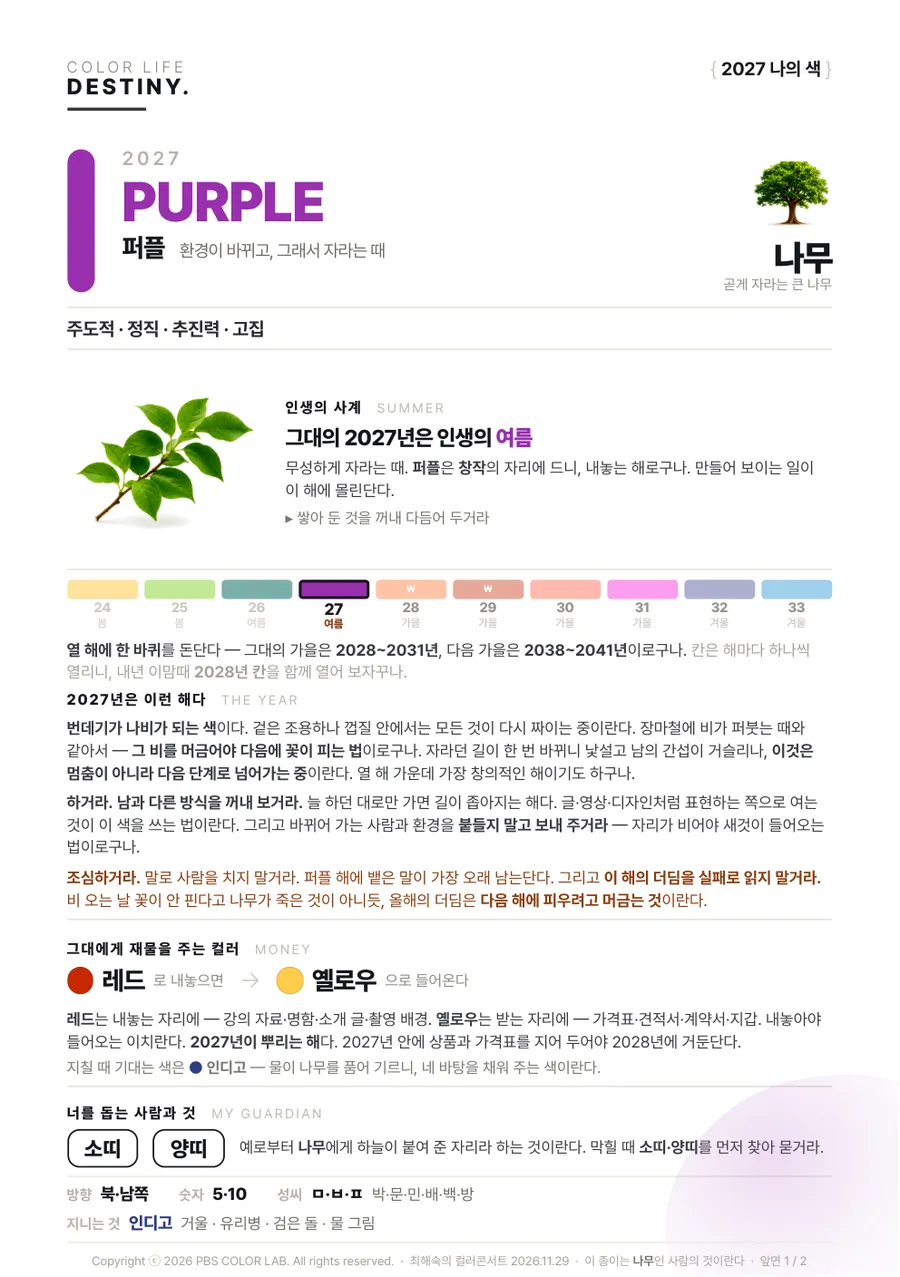 COLOR LIFE
DESTINY.
{ 2027 나의 색 }
2027
PURPLE
퍼플 환경이 바뀌고, 그래서 자라는 때
나무
곧게 자라는 큰 나무
주도적 · 정직 · 추진력 · 고집
인생의 사계 SUMMER
그대의 2027년은 인생의 여름
무성하게 자라는 때. 퍼플은 창작의 자리에 드니, 내놓는 해로구나. 만들어 보이는 일이
이 해에 몰린단다.
▸ 쌓아 둔 것을 꺼내 다듬어 두거라
W W
24 25 26 27 28 29 30 31 32 33
봄 봄 여름 여름 가을 가을 가을 가을 겨울 겨울
열 해에 한 바퀴를 돈단다 — 그대의 가을은 2028~2031년, 다음 가을은 2038~2041년이로구나. 칸은 해마다 하나씩
열리니, 내년 이맘때 2028년 칸을 함께 열어 보자꾸나.
2027년은 이런 해다 THE YEAR
번데기가 나비가 되는 색이다. 겉은 조용하나 껍질 안에서는 모든 것이 다시 짜이는 중이란다. 장마철에 비가 퍼붓는 때와
같아서 — 그 비를 머금어야 다음에 꽃이 피는 법이로구나. 자라던 길이 한 번 바뀌니 낯설고 남의 간섭이 거슬리나, 이것은
멈춤이 아니라 다음 단계로 넘어가는 중이란다. 열 해 가운데 가장 창의적인 해이기도 하구나.
하거라. 남과 다른 방식을 꺼내 보거라. 늘 하던 대로만 가면 길이 좁아지는 해다. 글·영상·디자인처럼 표현하는 쪽으로 여는
것이 이 색을 쓰는 법이란다. 그리고 바뀌어 가는 사람과 환경을 붙들지 말고 보내 주거라 — 자리가 비어야 새것이 들어오는
법이로구나.
조심하거라. 말로 사람을 치지 말거라. 퍼플 해에 뱉은 말이 가장 오래 남는단다. 그리고 이 해의 더딤을 실패로 읽지 말거라.
비 오는 날 꽃이 안 핀다고 나무가 죽은 것이 아니듯, 올해의 더딤은 다음 해에 피우려고 머금는 것이란다.
그대에게 재물을 주는 컬러 MONEY
레드 로 내놓으면 → 옐로우 으로 들어온다
레드는 내놓는 자리에 — 강의 자료·명함·소개 글·촬영 배경. 옐로우는 받는 자리에 — 가격표·견적서·계약서·지갑. 내놓아야
들어오는 이치란다. 2027년이 뿌리는 해다. 2027년 안에 상품과 가격표를 지어 두어야 2028년에 거둔단다.
지칠 때 기대는 색은 ● 인디고 — 물이 나무를 품어 기르니, 네 바탕을 채워 주는 색이란다.
너를 돕는 사람과 것 MY GUARDIAN
소띠 양띠 예로부터 나무에게 하늘이 붙여 준 자리라 하는 것이란다. 막힐 때 소띠·양띠를 먼저 찾아 묻거라.
방향 북·남쪽 숫자 5·10 성씨 ㅁ·ㅂ·ㅍ 박·문·민·배·백·방
지니는 것 인디고 거울 · 유리병 · 검은 돌 · 물 그림
Copyright ⓒ 2026 PBS COLOR LAB. All rights reserved. · 최해숙의 컬러콘서트 2026.11.29 · 이 종이는 나무인 사람의 것이란다 · 앞면 1 / 2